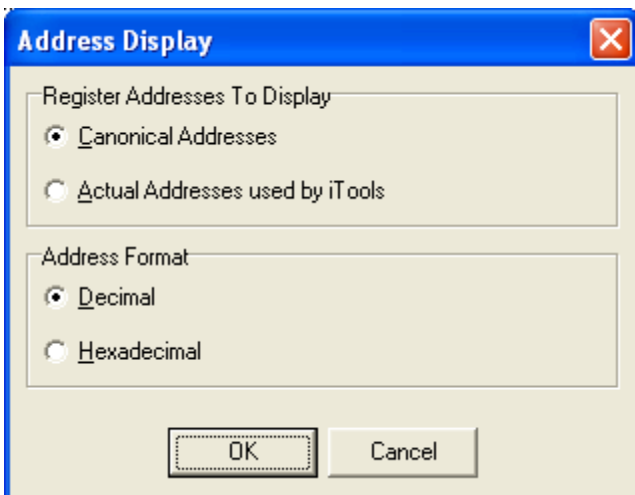 Address Display
Register Addresses To Display
Canonical Addresses
Actual Addresses used by iTools
Address Format
Decimal
Hexadecimal
OK
Cancel